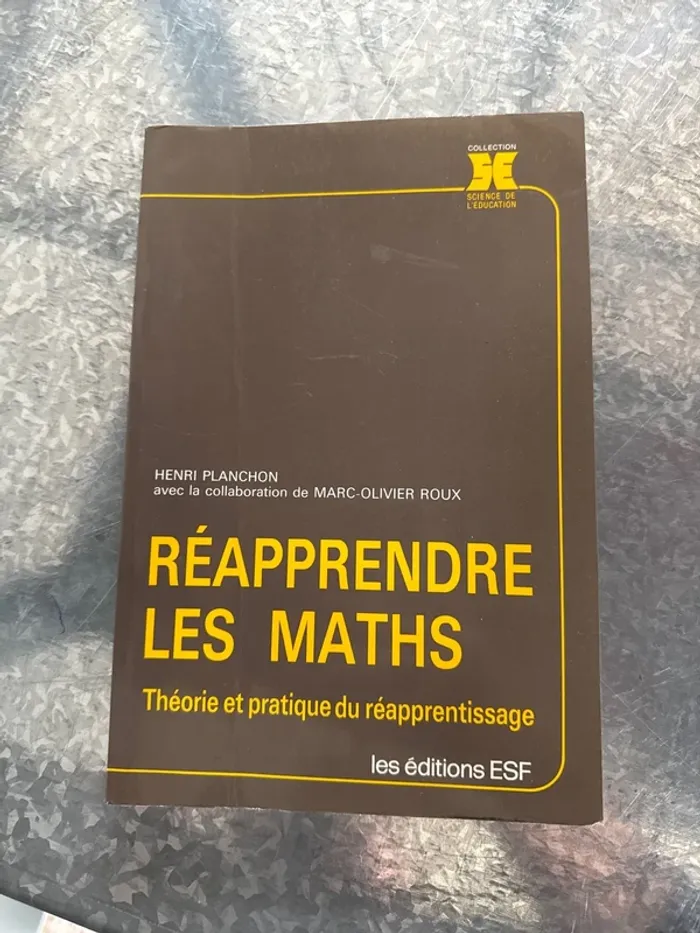 COLLECTION
SE
SCIENCE DE
L'ÉDUCATION
HENRI PLANCHON
avec la collaboration de MARC-OLIVIER ROUX
RÉAPPRENDRE
LES MATHS
Théorie et pratique du réapprentissage
les éditions ESF